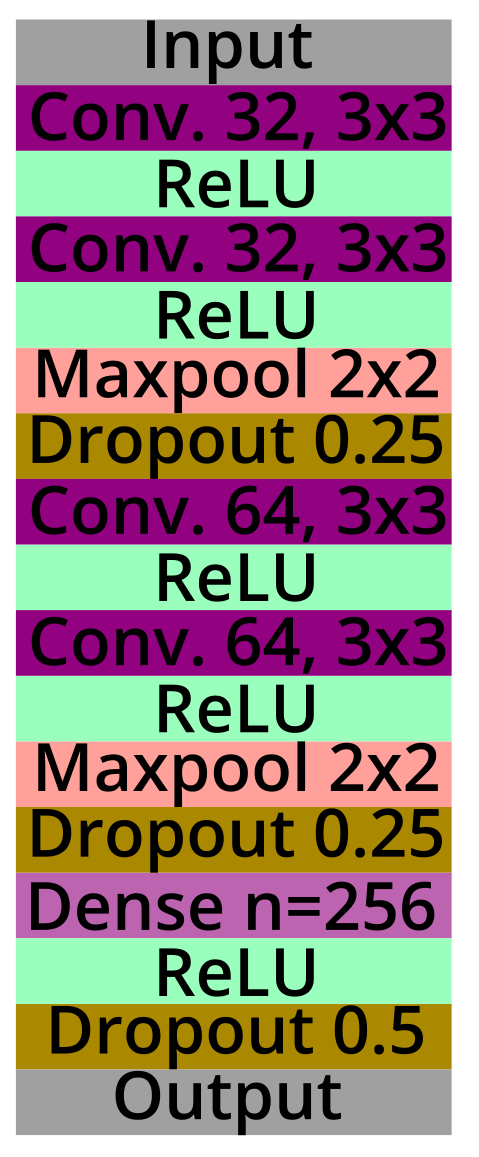 Input
Conv. 32, 3x3
ReLU
Conv. 32, 3x3
ReLU
Maxpool 2x2
Dropout 0.25
Conv. 64, 3x3
ReLU
Conv. 64, 3x3
ReLU
Maxpool 2x2
Dropout 0.25
Dense n=256
ReLU
Dropout 0.5
Output